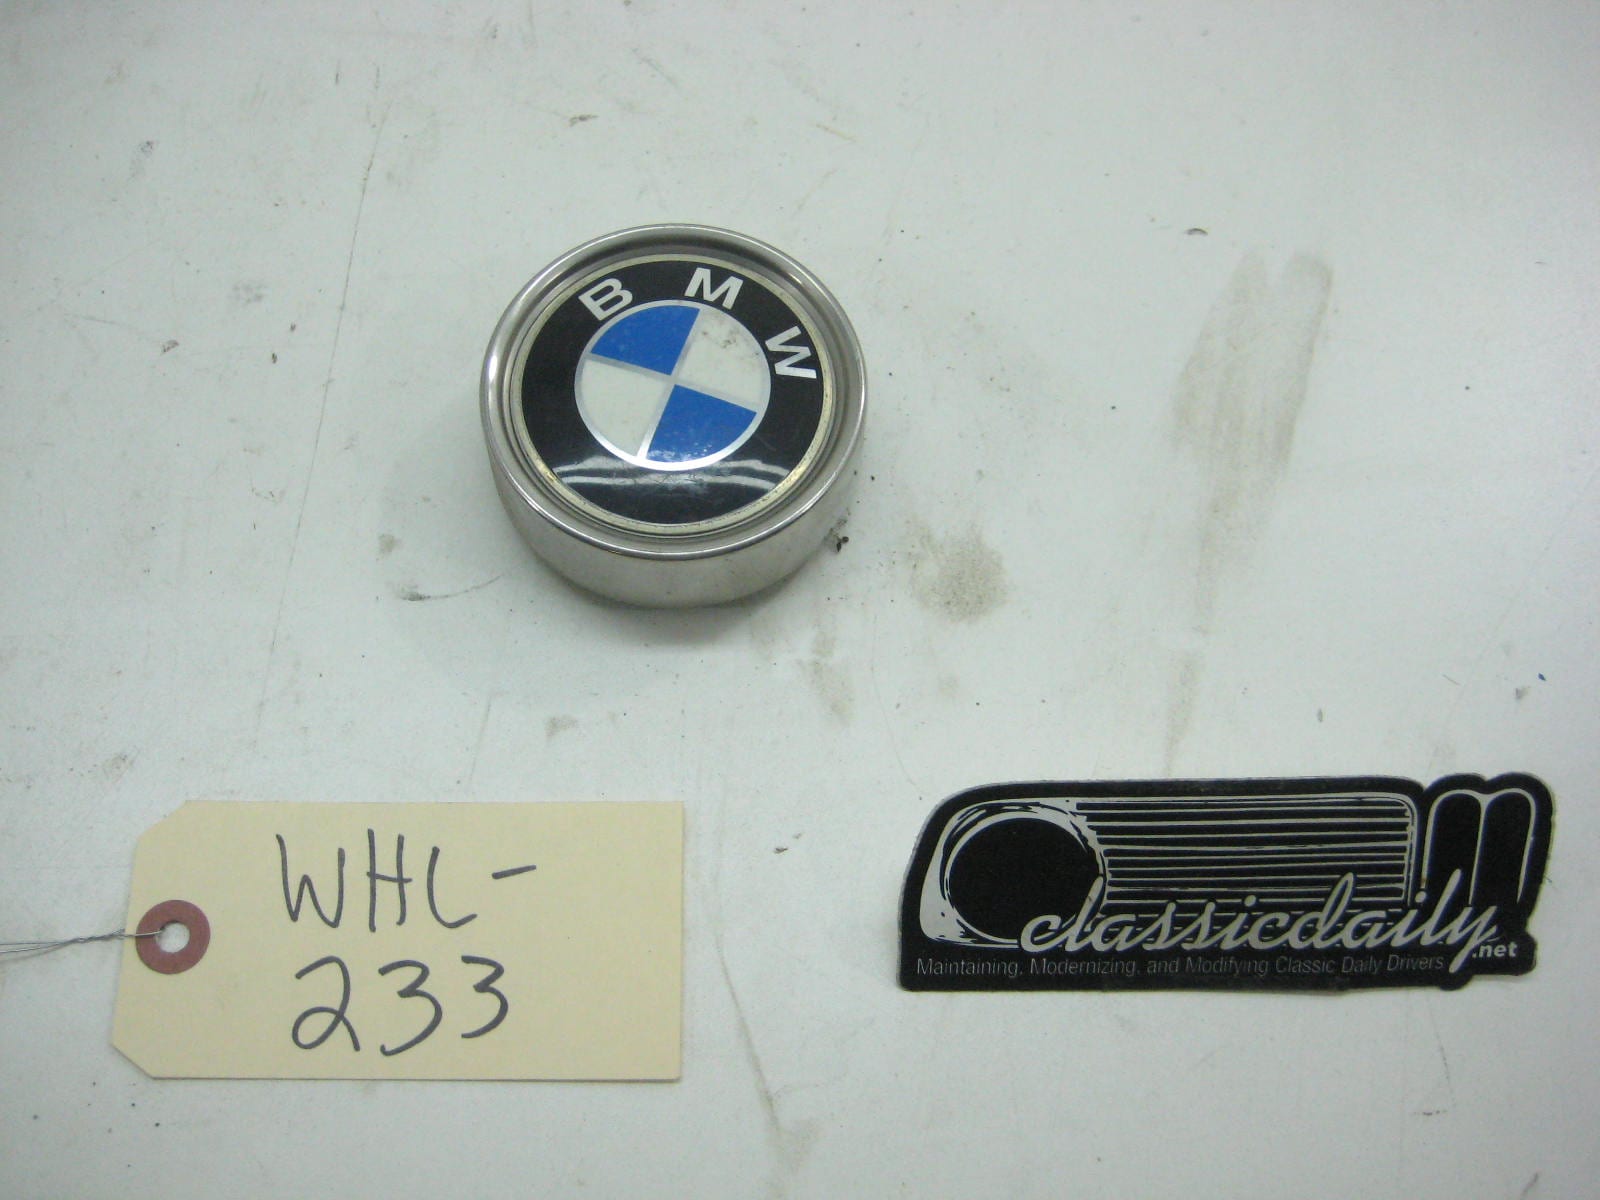 BMW
WHL-
233
classicdaily.net
Maintaining, Modernizing, and Modifying Classic Daily Drivers